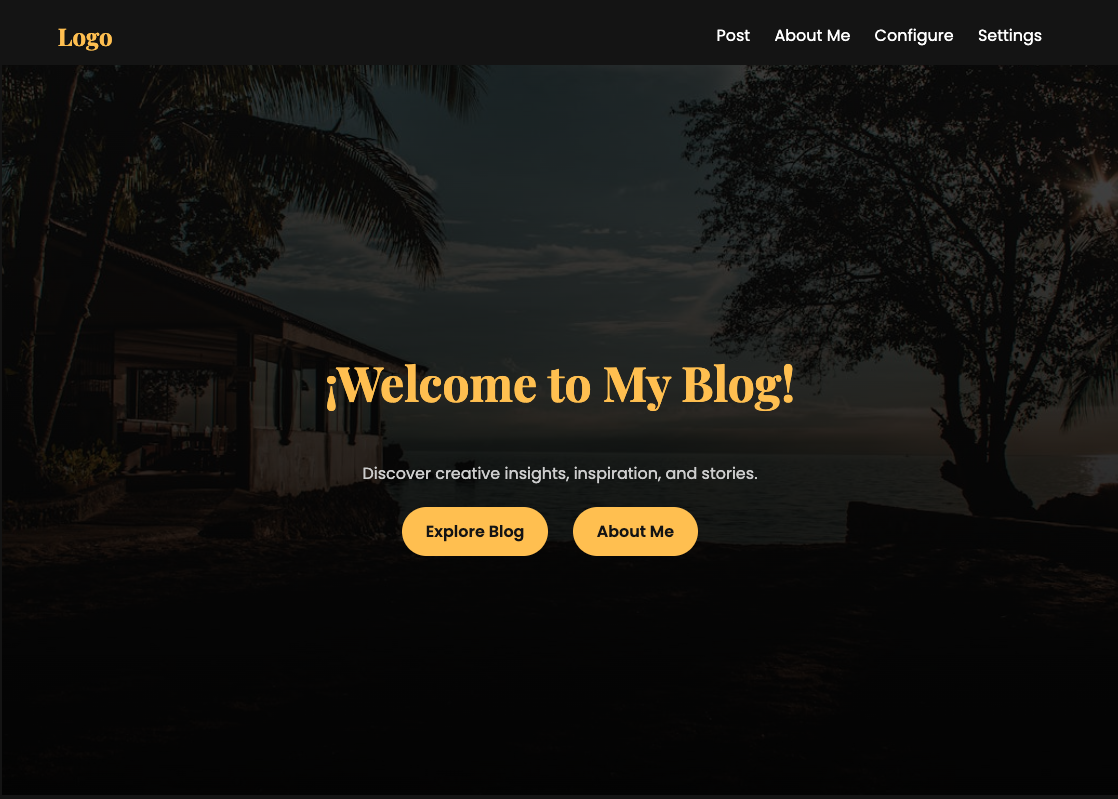 Logo
Post About Me Configure Settings
¡Welcome to My Blog!
Discover creative insights, inspiration, and stories.
Explore Blog About Me